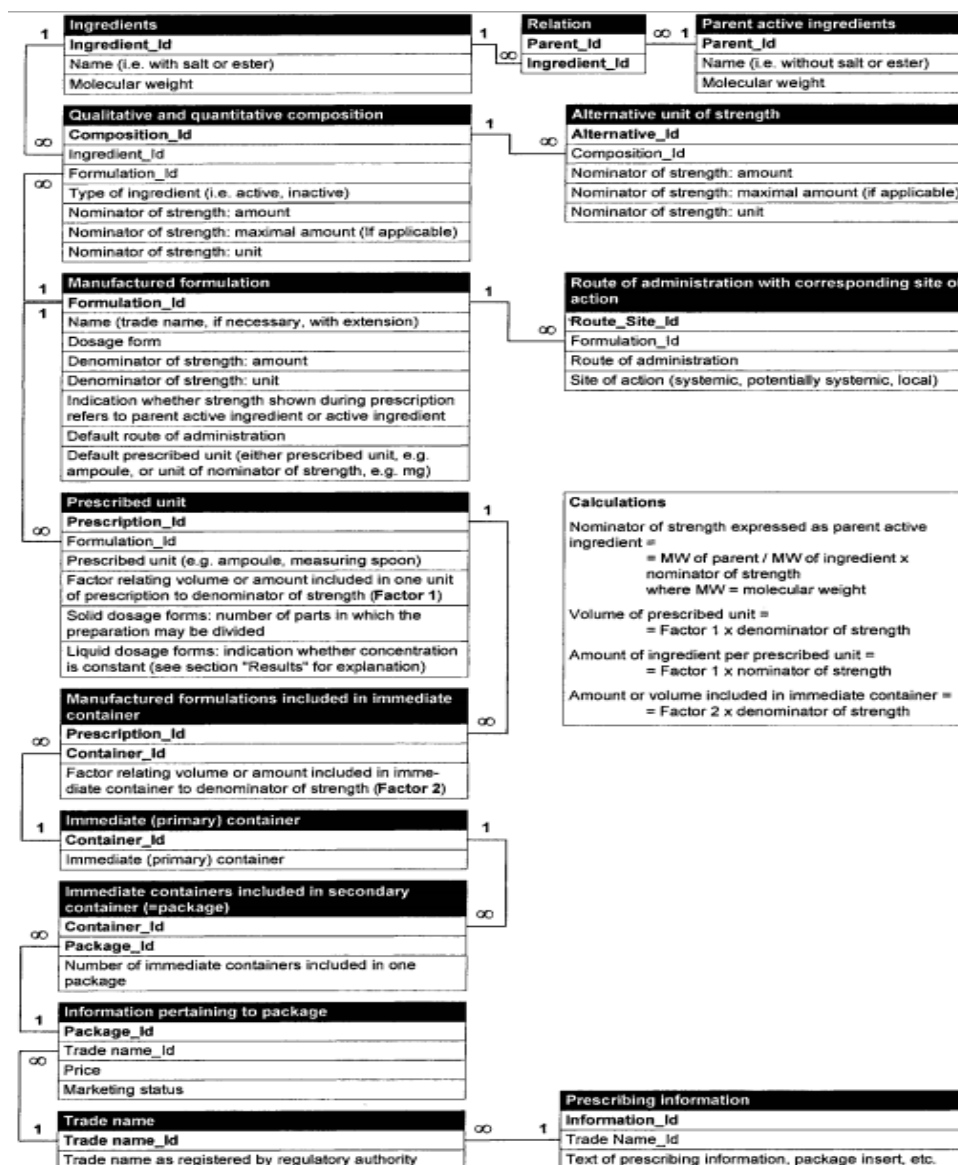 Ingredients
1
Ingredient_Id
Name (i.e. with salt or ester)
Molecular weight
Relation
1
Parent_Id
∞
Ingredient_Id
Parent active ingredients
∞ 1
Parent_Id
Name (i.e. without salt or ester)
Molecular weight
Qualitative and quantitative composition
Composition_Id
1
∞
Ingredient_Id
∞
Formulation_Id
Type of ingredient (i.e. active, inactive)
Nominator of strength: amount
Nominator of strength: maximal amount (If applicable)
Nominator of strength: unit
Alternative unit of strength
∞
Alternative_Id
Composition_Id
Nominator of strength: amount
Nominator of strength: maximal amount (if applicable)
Nominator of strength: unit
Manufactured formulation
1
1
Formulation_Id
1
Name (trade name, if necessary, with extension)
Dosage form
Denominator of strength: amount
Denominator of strength: unit
Indication whether strength shown during prescription
refers to parent active ingredient or active ingredient
Default route of administration
Default prescribed unit (either prescribed unit, e.g.
ampoule, or unit of nominator of strength, e.g. mg)
Route of administration with corresponding site of
action
∞
Route_Site_Id
Formulation_Id
Route of administration
Site of action (systemic, potentially systemic, local)
Prescribed unit
1
Prescription_Id
∞
Formulation_Id
Prescribed unit (e.g. ampoule, measuring spoon)
Factor relating volume or amount included in one unit
of prescription to denominator of strength (Factor 1)
Solid dosage forms: number of parts in which the
preparation may be divided
Liquid dosage forms: indication whether concentration
is constant (see section "Results" for explanation)
Calculations
Nominator of strength expressed as parent active
ingredient =
= MW of parent / MW of ingredient x
nominator of strength
where MW = molecular weight
Volume of prescribed unit =
= Factor 1 x denominator of strength
Amount of ingredient per prescribed unit =
= Factor 1 x nominator of strength
Amount or volume included in immediate container =
= Factor 2 x denominator of strength
Manufactured formulations included in immediate
container
∞
Prescription_Id
∞
Container_Id
Factor relating volume or amount included in imme-
diate container to denominator of strength (Factor 2)
Immediate (primary) container
1
1
Container_Id
Immediate (primary) container
Immediate containers included in secondary
container (=package)
∞
Container_Id
∞
Package_Id
Number of immediate containers included in one
package
Information pertaining to package
1
Package_Id
∞
Trade name_Id
Price
Marketing status
Trade name
1
Trade name_Id
Trade name as registered by regulatory authority
Prescribing information
∞ 1
Information_Id
Trade Name_Id
Text of prescribing information, package insert, etc.